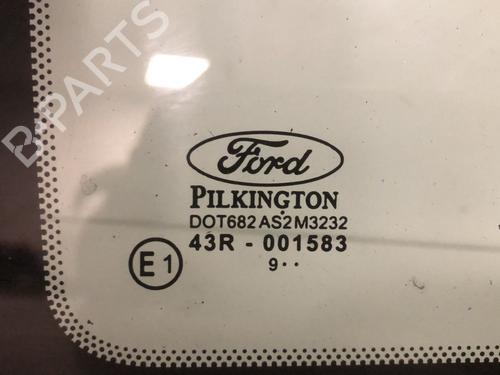 B-PARTS
Ford
PILKINGTON
DOT682 AS2 M3232
43R - 001583
E1
9··